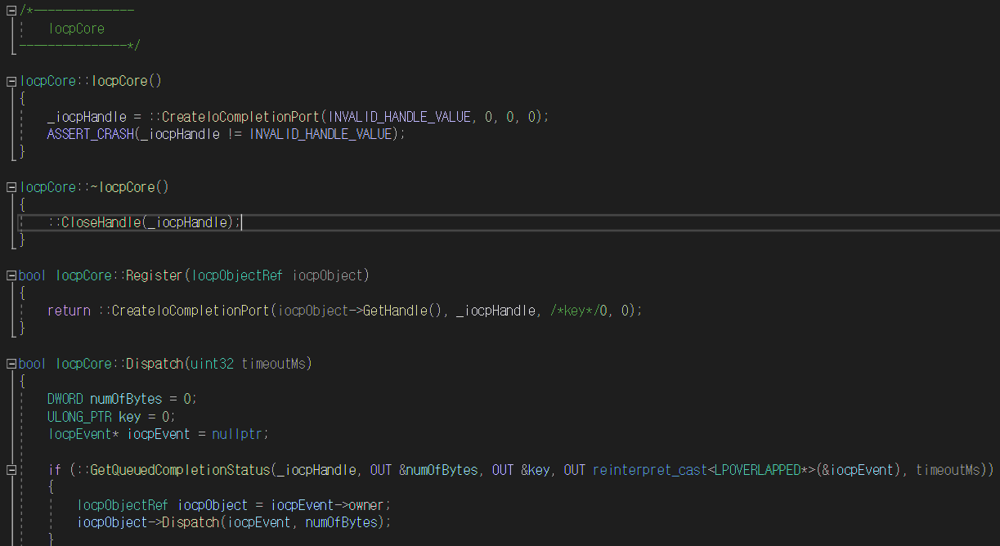 /*--------------
    IocpCore
---------------*/

IocpCore::IocpCore()
{
    _iocpHandle = ::CreateIoCompletionPort(INVALID_HANDLE_VALUE, 0, 0, 0);
    ASSERT_CRASH(_iocpHandle != INVALID_HANDLE_VALUE);
}

IocpCore::~IocpCore()
{
    ::CloseHandle(_iocpHandle);
}

bool IocpCore::Register(IocpObjectRef iocpObject)
{
    return ::CreateIoCompletionPort(iocpObject->GetHandle(), _iocpHandle, /*key*/0, 0);
}

bool IocpCore::Dispatch(uint32 timeoutMs)
{
    DWORD numOfBytes = 0;
    ULONG_PTR key = 0;
    IocpEvent* iocpEvent = nullptr;

    if (::GetQueuedCompletionStatus(_iocpHandle, OUT &numOfBytes, OUT &key, OUT reinterpret_cast<LPOVERLAPPED*>(&iocpEvent), timeoutMs))
    {
        IocpObjectRef iocpObject = iocpEvent->owner;
        iocpObject->Dispatch(iocpEvent, numOfBytes);
    }